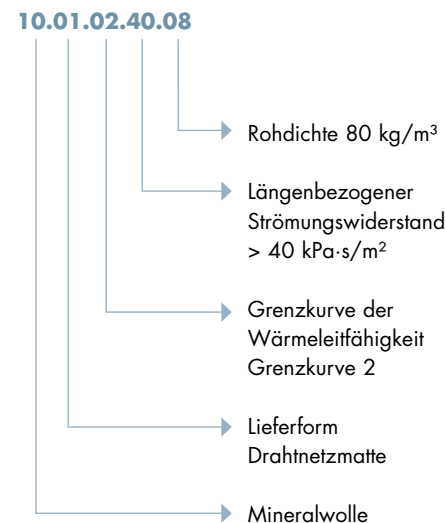 10.01.02.40.08
Rohdichte 80 kg/m³
Längenbezogener
Strömungswiderstand
> 40 kPa·s/m²
Grenzkurve der
Wärmeleitfähigkeit
Grenzkurve 2
Lieferform
Drahtnetzmatte
Mineralwolle